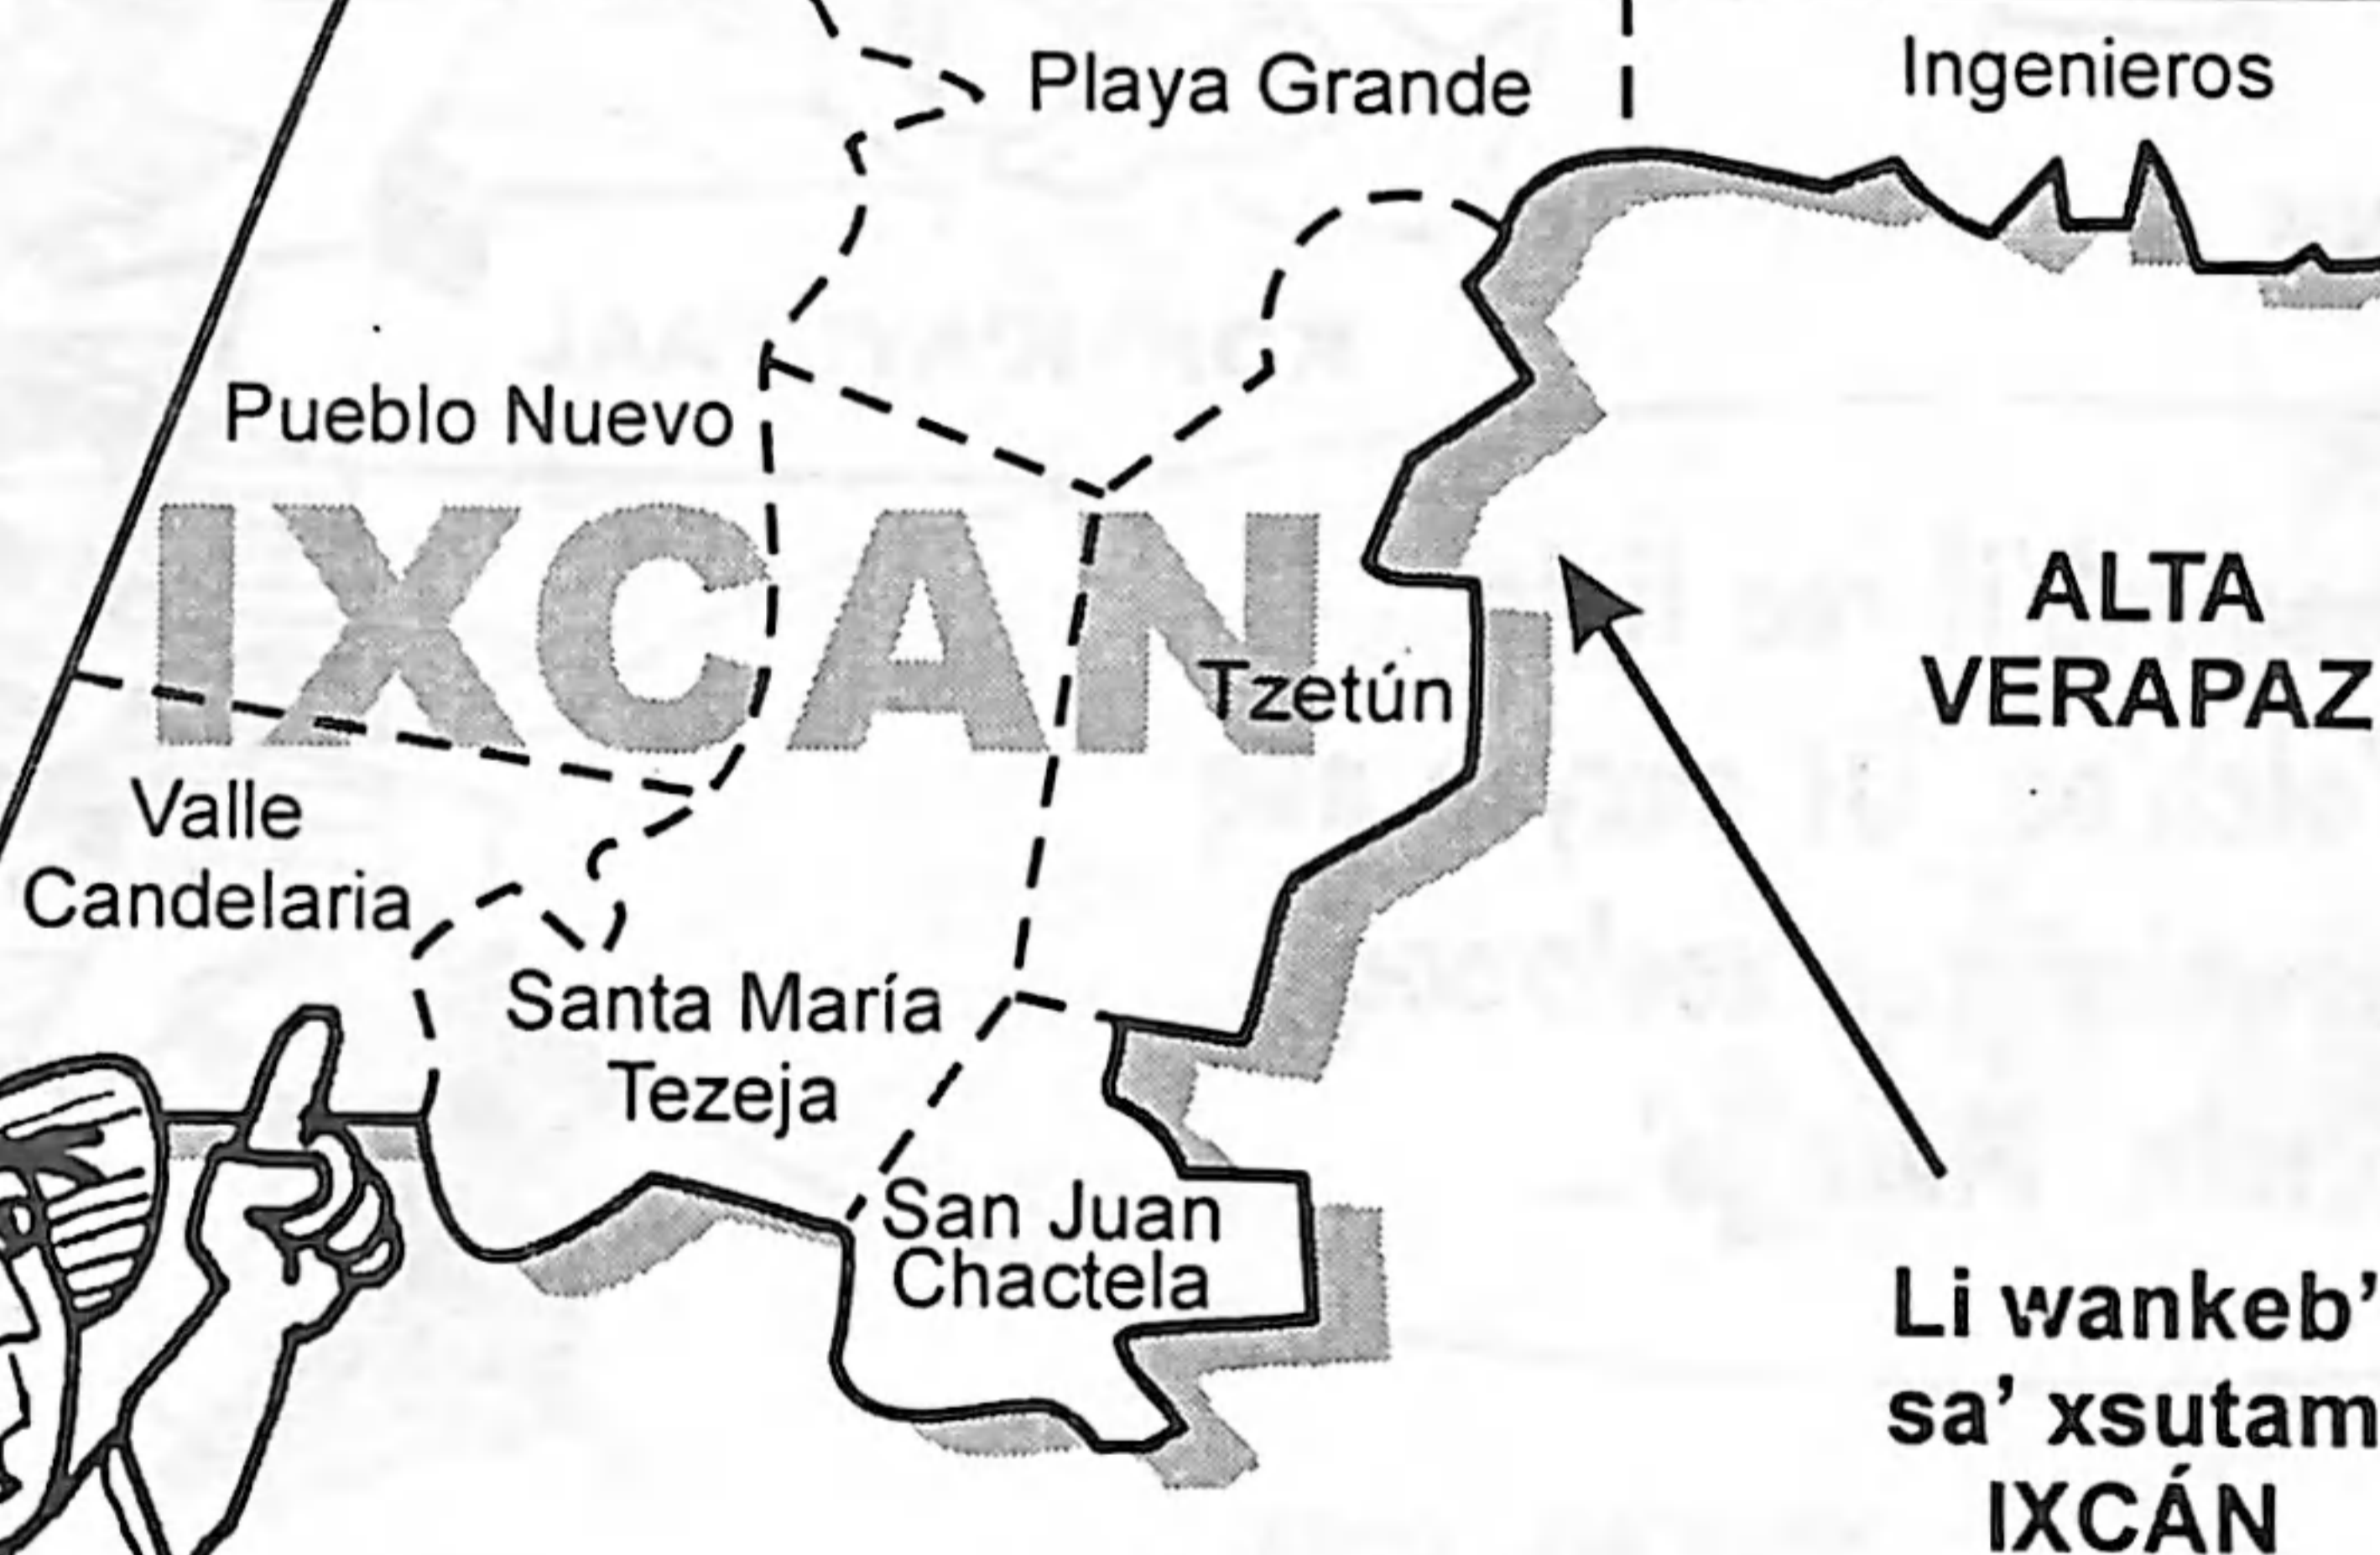 Playa Grande
Ingenieros
Pueblo Nuevo
IXCAN
Tzetún
ALTA
VERAPAZ
Valle
Candelaria
Santa María
Tezeja
San Juan
Chactela
Li wankeb’
sa’ xsutam
IXCÁN